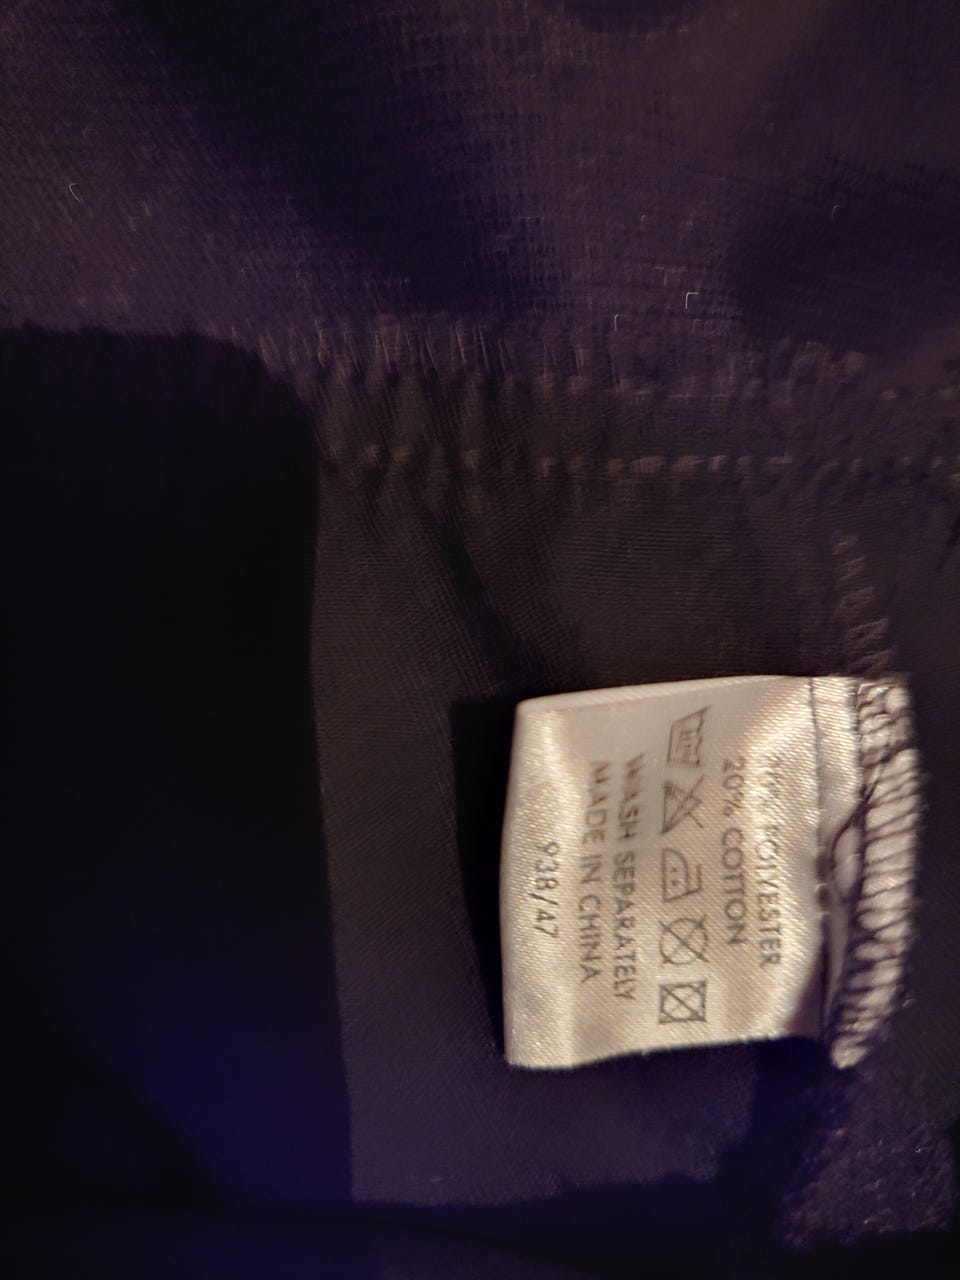 POLYESTER
20% COTTON
WASH SEPARATELY
MADE IN CHINA
938/47